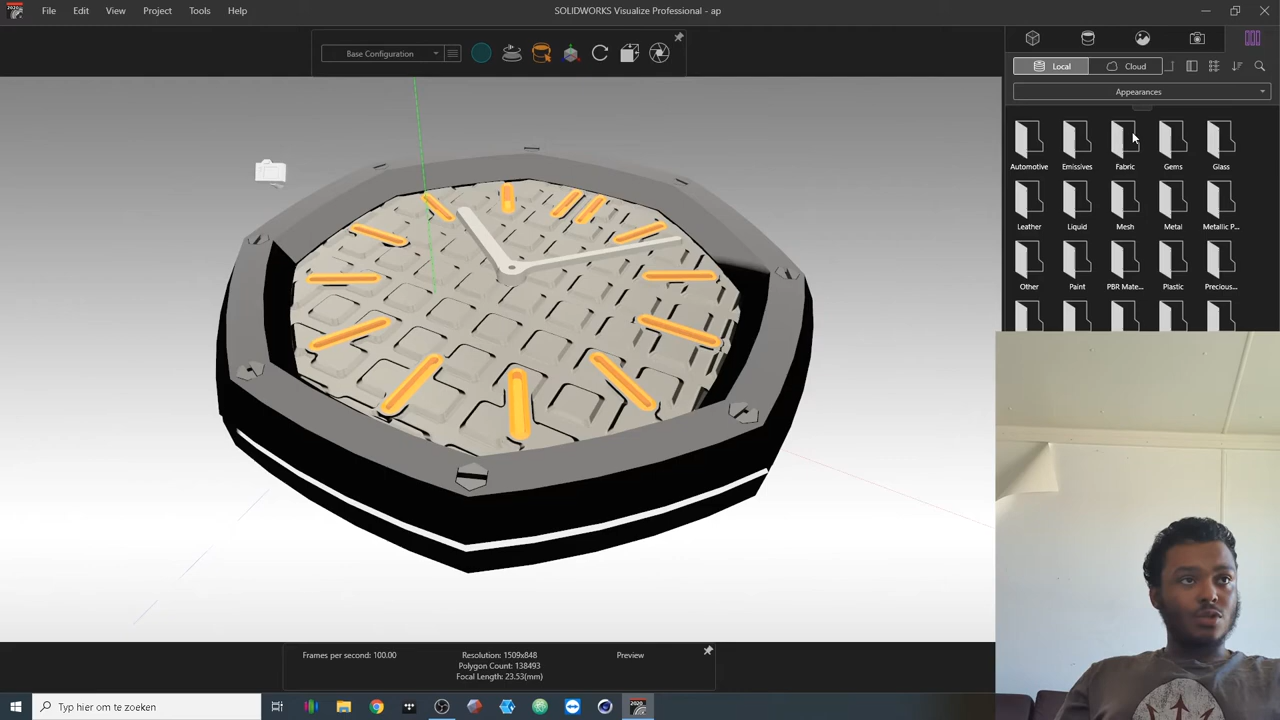 File Edit View Project Tools Help
SOLIDWORKS Visualize Professional - ap
Base Configuration
Local
Cloud
Appearances
Automotive Emissives Fabric Gems Glass
Leather Liquid Mesh Metal Metallic P...
Other Paint PBR Mate... Plastic Precious...
Frames per second: 100.00
Resolution: 1509x848
Polygon Count: 138493
Focal Length: 23.53(mm)
Preview
Typ hier om te zoeken